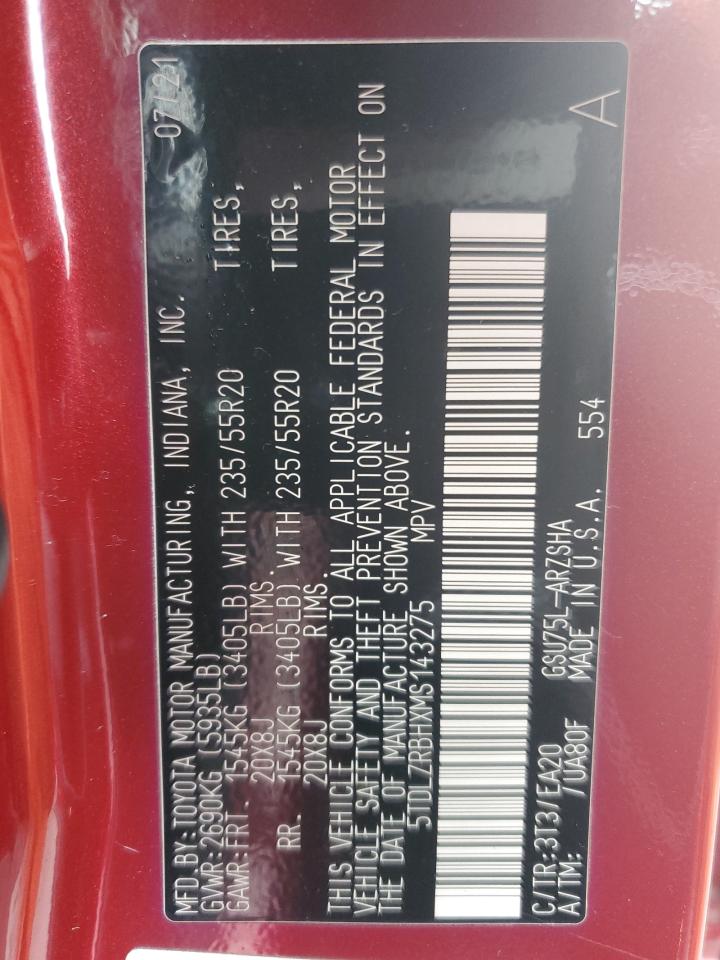 MFD.BY:TOYOTA MOTOR MANUFACTURING, INDIANA, INC. 07/21
GVWR:2690KG (5935LB)
GAWR:FRT. 1545KG (3405LB) WITH 235/55R20 TIRES,
20X8J RIMS.
RR. 1545KG (3405LB) WITH 235/55R20 TIRES,
20X8J RIMS.
THIS VEHICLE CONFORMS TO ALL APPLICABLE FEDERAL MOTOR
VEHICLE SAFETY AND THEFT PREVENTION STANDARDS IN EFFECT ON
THE DATE OF MANUFACTURE SHOWN ABOVE.
5TDLZRBHXMS143275 MPV
C/TR:3T3/EA20 GSU75L-ARZSHA
A/TM: /UA80F MADE IN U.S.A. 554 A